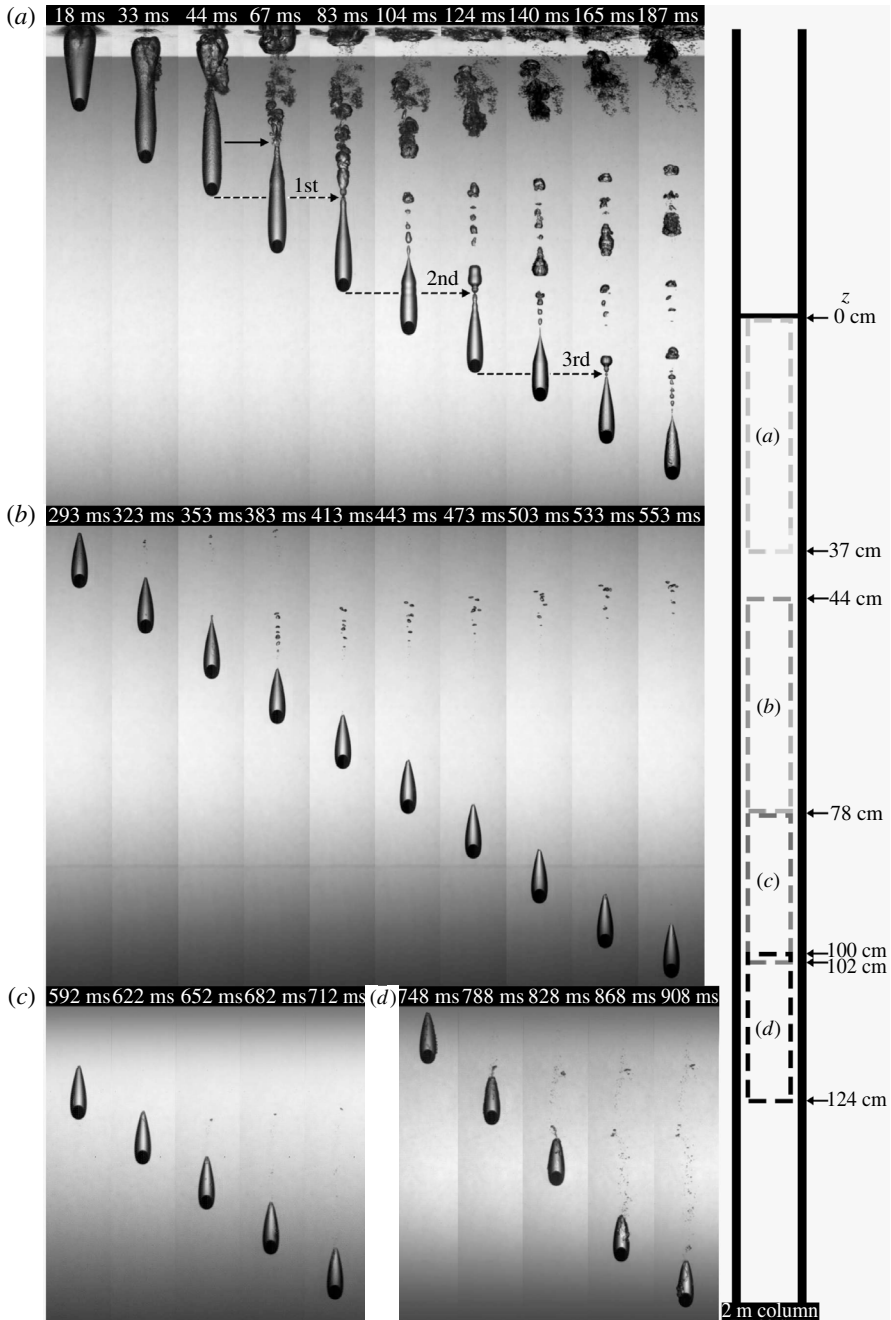 (a)
18 ms 33 ms 44 ms 67 ms 83 ms 104 ms 124 ms 140 ms 165 ms 187 ms
1st
2nd
3rd
(b)
293 ms 323 ms 353 ms 383 ms 413 ms 443 ms 473 ms 503 ms 533 ms 553 ms
(c)
592 ms 622 ms 652 ms 682 ms 712 ms
(d)
748 ms 788 ms 828 ms 868 ms 908 ms
z
0 cm
(a)
37 cm
44 cm
(b)
78 cm
(c)
100 cm
102 cm
(d)
124 cm
2 m column